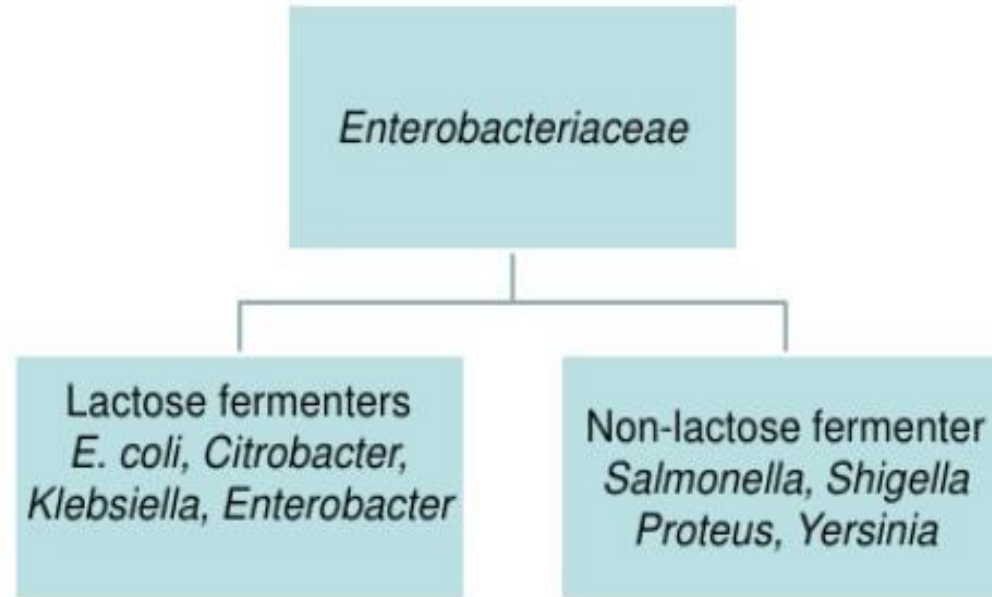 Enterobacteriaceae
Lactose fermenters
E. coli, Citrobacter,
Klebsiella, Enterobacter
Non-lactose fermenter
Salmonella, Shigella
Proteus, Yersinia